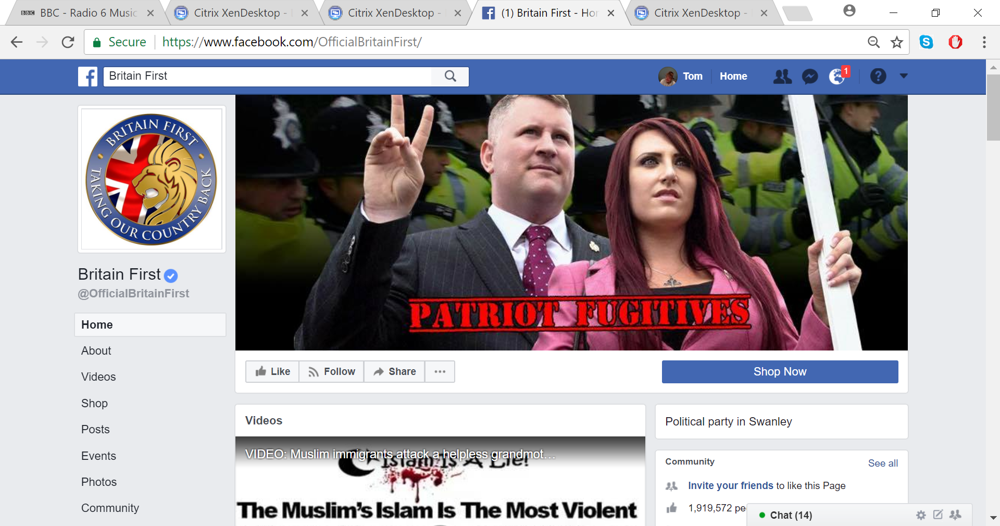 BBC BBC - Radio 6 Music
Citrix XenDesktop -
Citrix XenDesktop -
(1) Britain First - Hor
Citrix XenDesktop -
Secure https://www.facebook.com/OfficialBritainFirst/
S
f Britain First
Tom Home 1 ?
BRITAIN FIRST
TAKING OUR COUNTRY BACK
PATRIOT FUGITIVES
Britain First
@OfficialBritainFirst
Home
About
Videos
Shop
Posts
Events
Photos
Community
Like Follow Share ...
Shop Now
Videos
VIDEO: Muslim immigrants attack a helpless grandmot…
Islam Is A Lie!
The Muslim's Islam Is The Most Violent
Political party in Swanley
Community See all
Invite your friends to like this Page
1,919,572 pe
Chat (14)